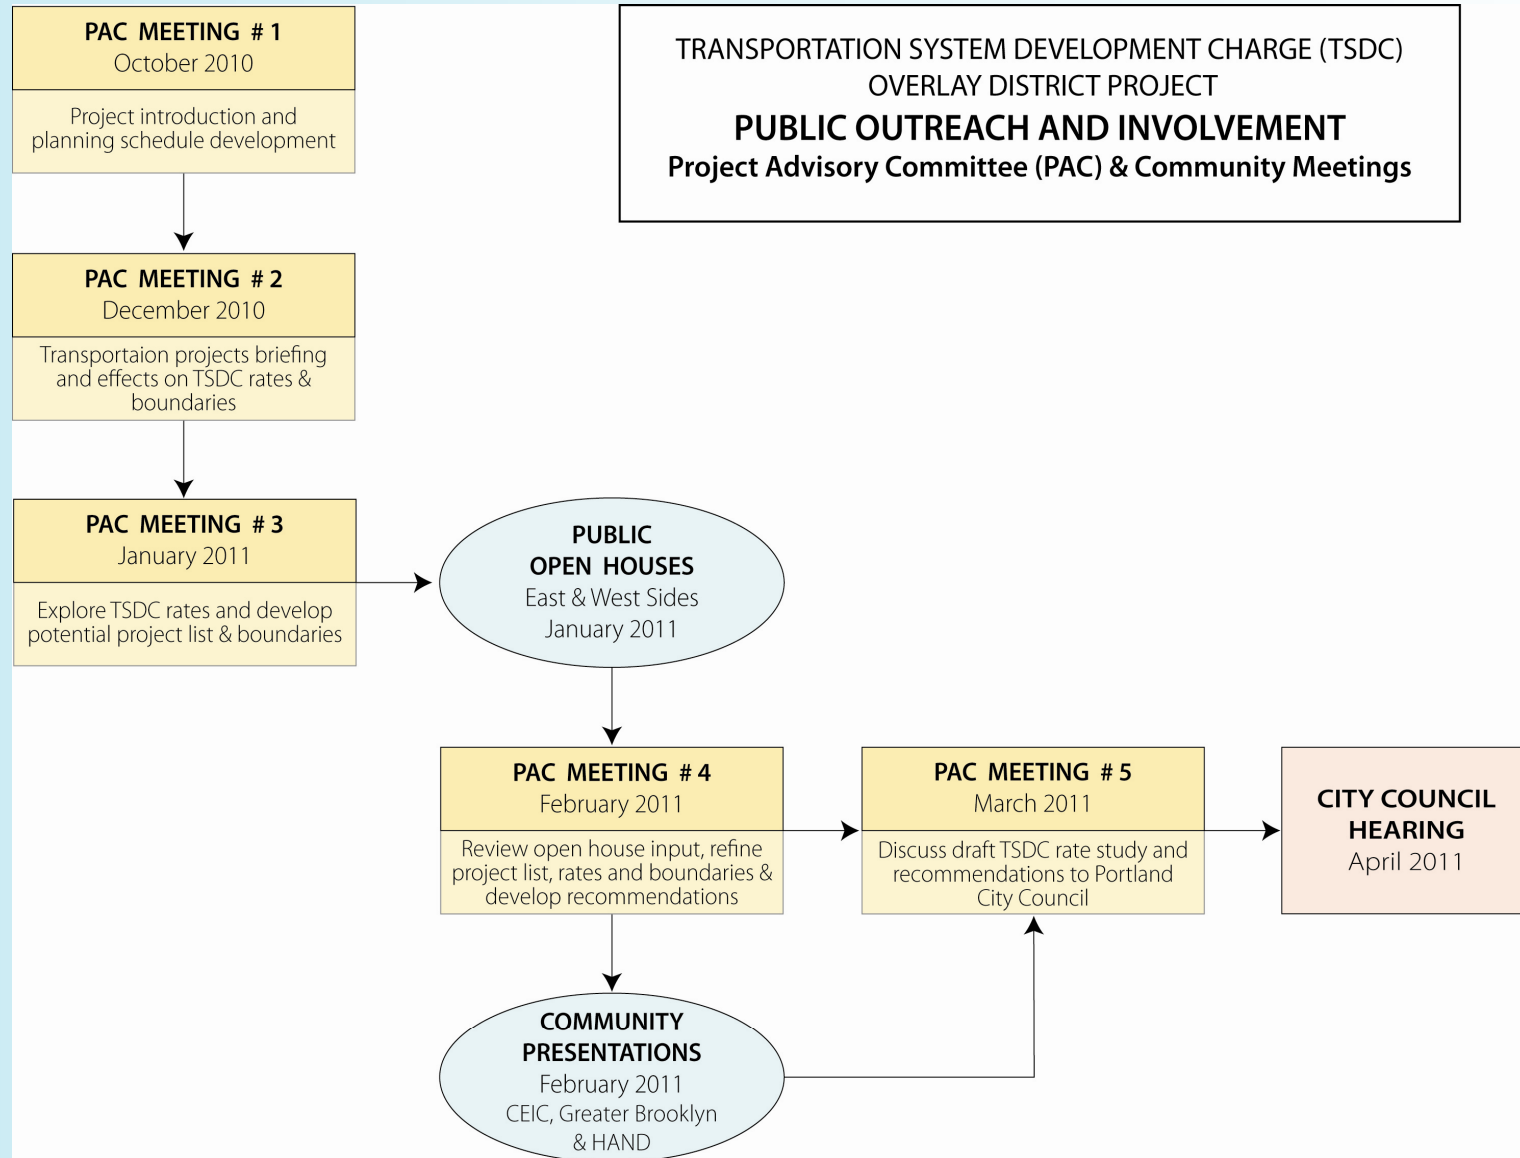 PAC MEETING # 1
October 2010
Project introduction and
planning schedule development
TRANSPORTATION SYSTEM DEVELOPMENT CHARGE (TSDC)
OVERLAY DISTRICT PROJECT
PUBLIC OUTREACH AND INVOLVEMENT
Project Advisory Committee (PAC) & Community Meetings
PAC MEETING # 2
December 2010
Transportaion projects briefing
and effects on TSDC rates &
boundaries
PAC MEETING # 3
January 2011
Explore TSDC rates and develop
potential project list & boundaries
PUBLIC
OPEN HOUSES
East & West Sides
January 2011
PAC MEETING # 4
February 2011
Review open house input, refine
project list, rates and boundaries &
develop recommendations
PAC MEETING # 5
March 2011
Discuss draft TSDC rate study and
recommendations to Portland
City Council
CITY COUNCIL
HEARING
April 2011
COMMUNITY
PRESENTATIONS
February 2011
CEIC, Greater Brooklyn
& HAND